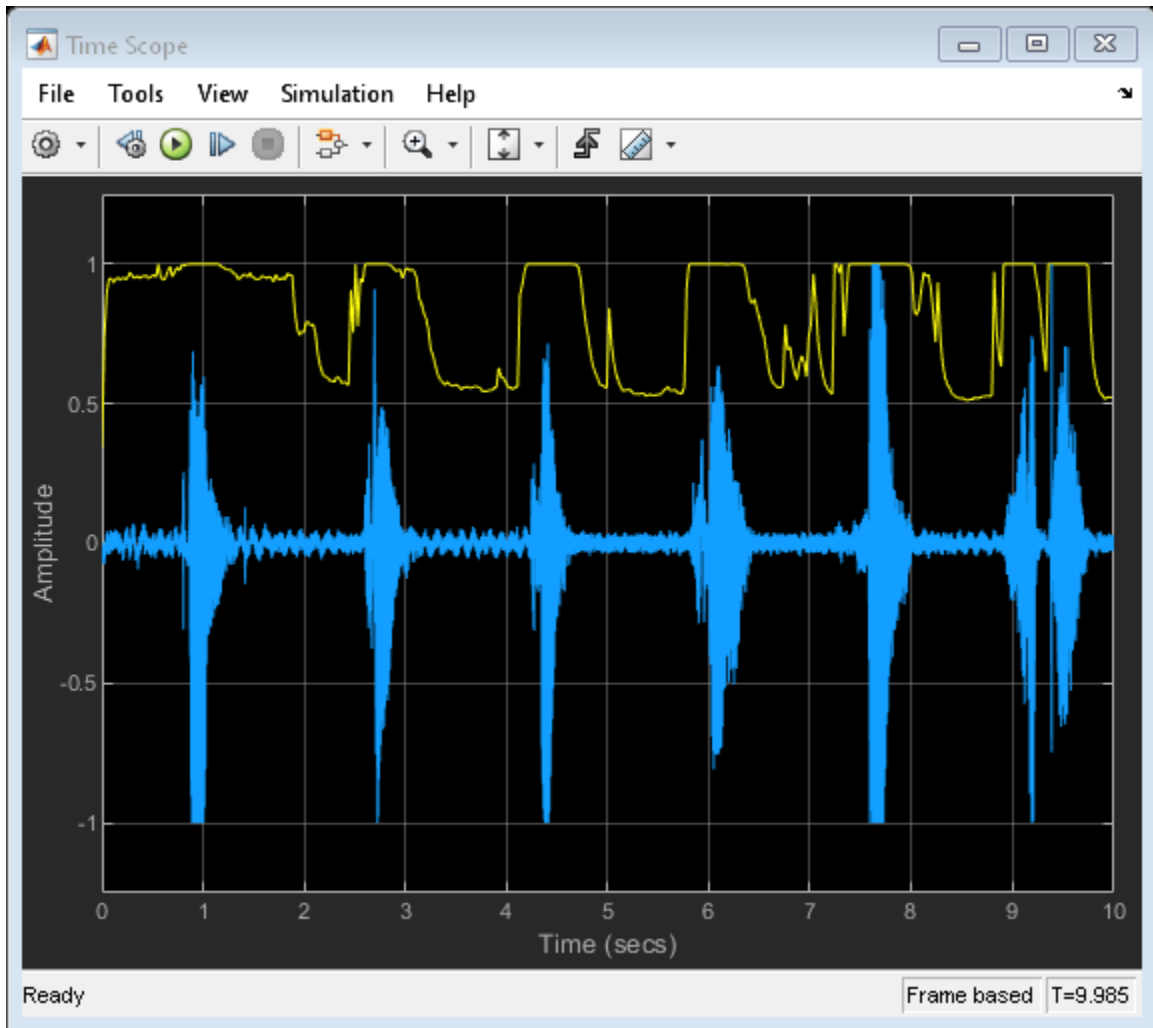 Time Scope
File Tools View Simulation Help
1
0.5
0
-0.5
-1
Amplitude
0 1 2 3 4 5 6 7 8 9 10
Time (secs)
Ready Frame based T=9.985